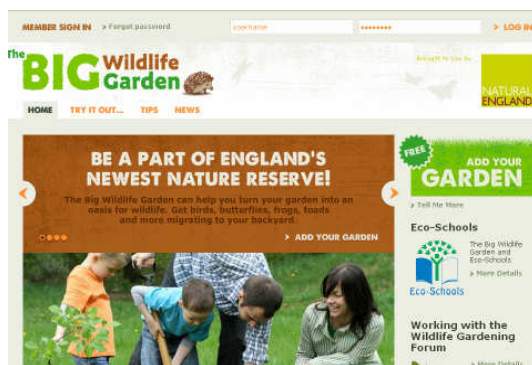 MEMBER SIGN IN
> Forgot password
username
> LOG IN
The BIG Wildlife Garden
brought to you by
NATURAL ENGLAND
HOME
TRY IT OUT...
TIPS
NEWS
BE A PART OF ENGLAND'S
NEWEST NATURE RESERVE!
The Big Wildlife Garden can help you turn your garden into an
oasis for wildlife. Get birds, butterflies, frogs, toads
and more migrating to your backyard.
> ADD YOUR GARDEN
FREE
ADD YOUR
GARDEN
> Tell Me More
Eco-Schools
The Big Wildlife
Garden and
Eco-Schools
> More Details
Eco-Schools
Working with the
Wildlife Gardening
Forum
> More Details